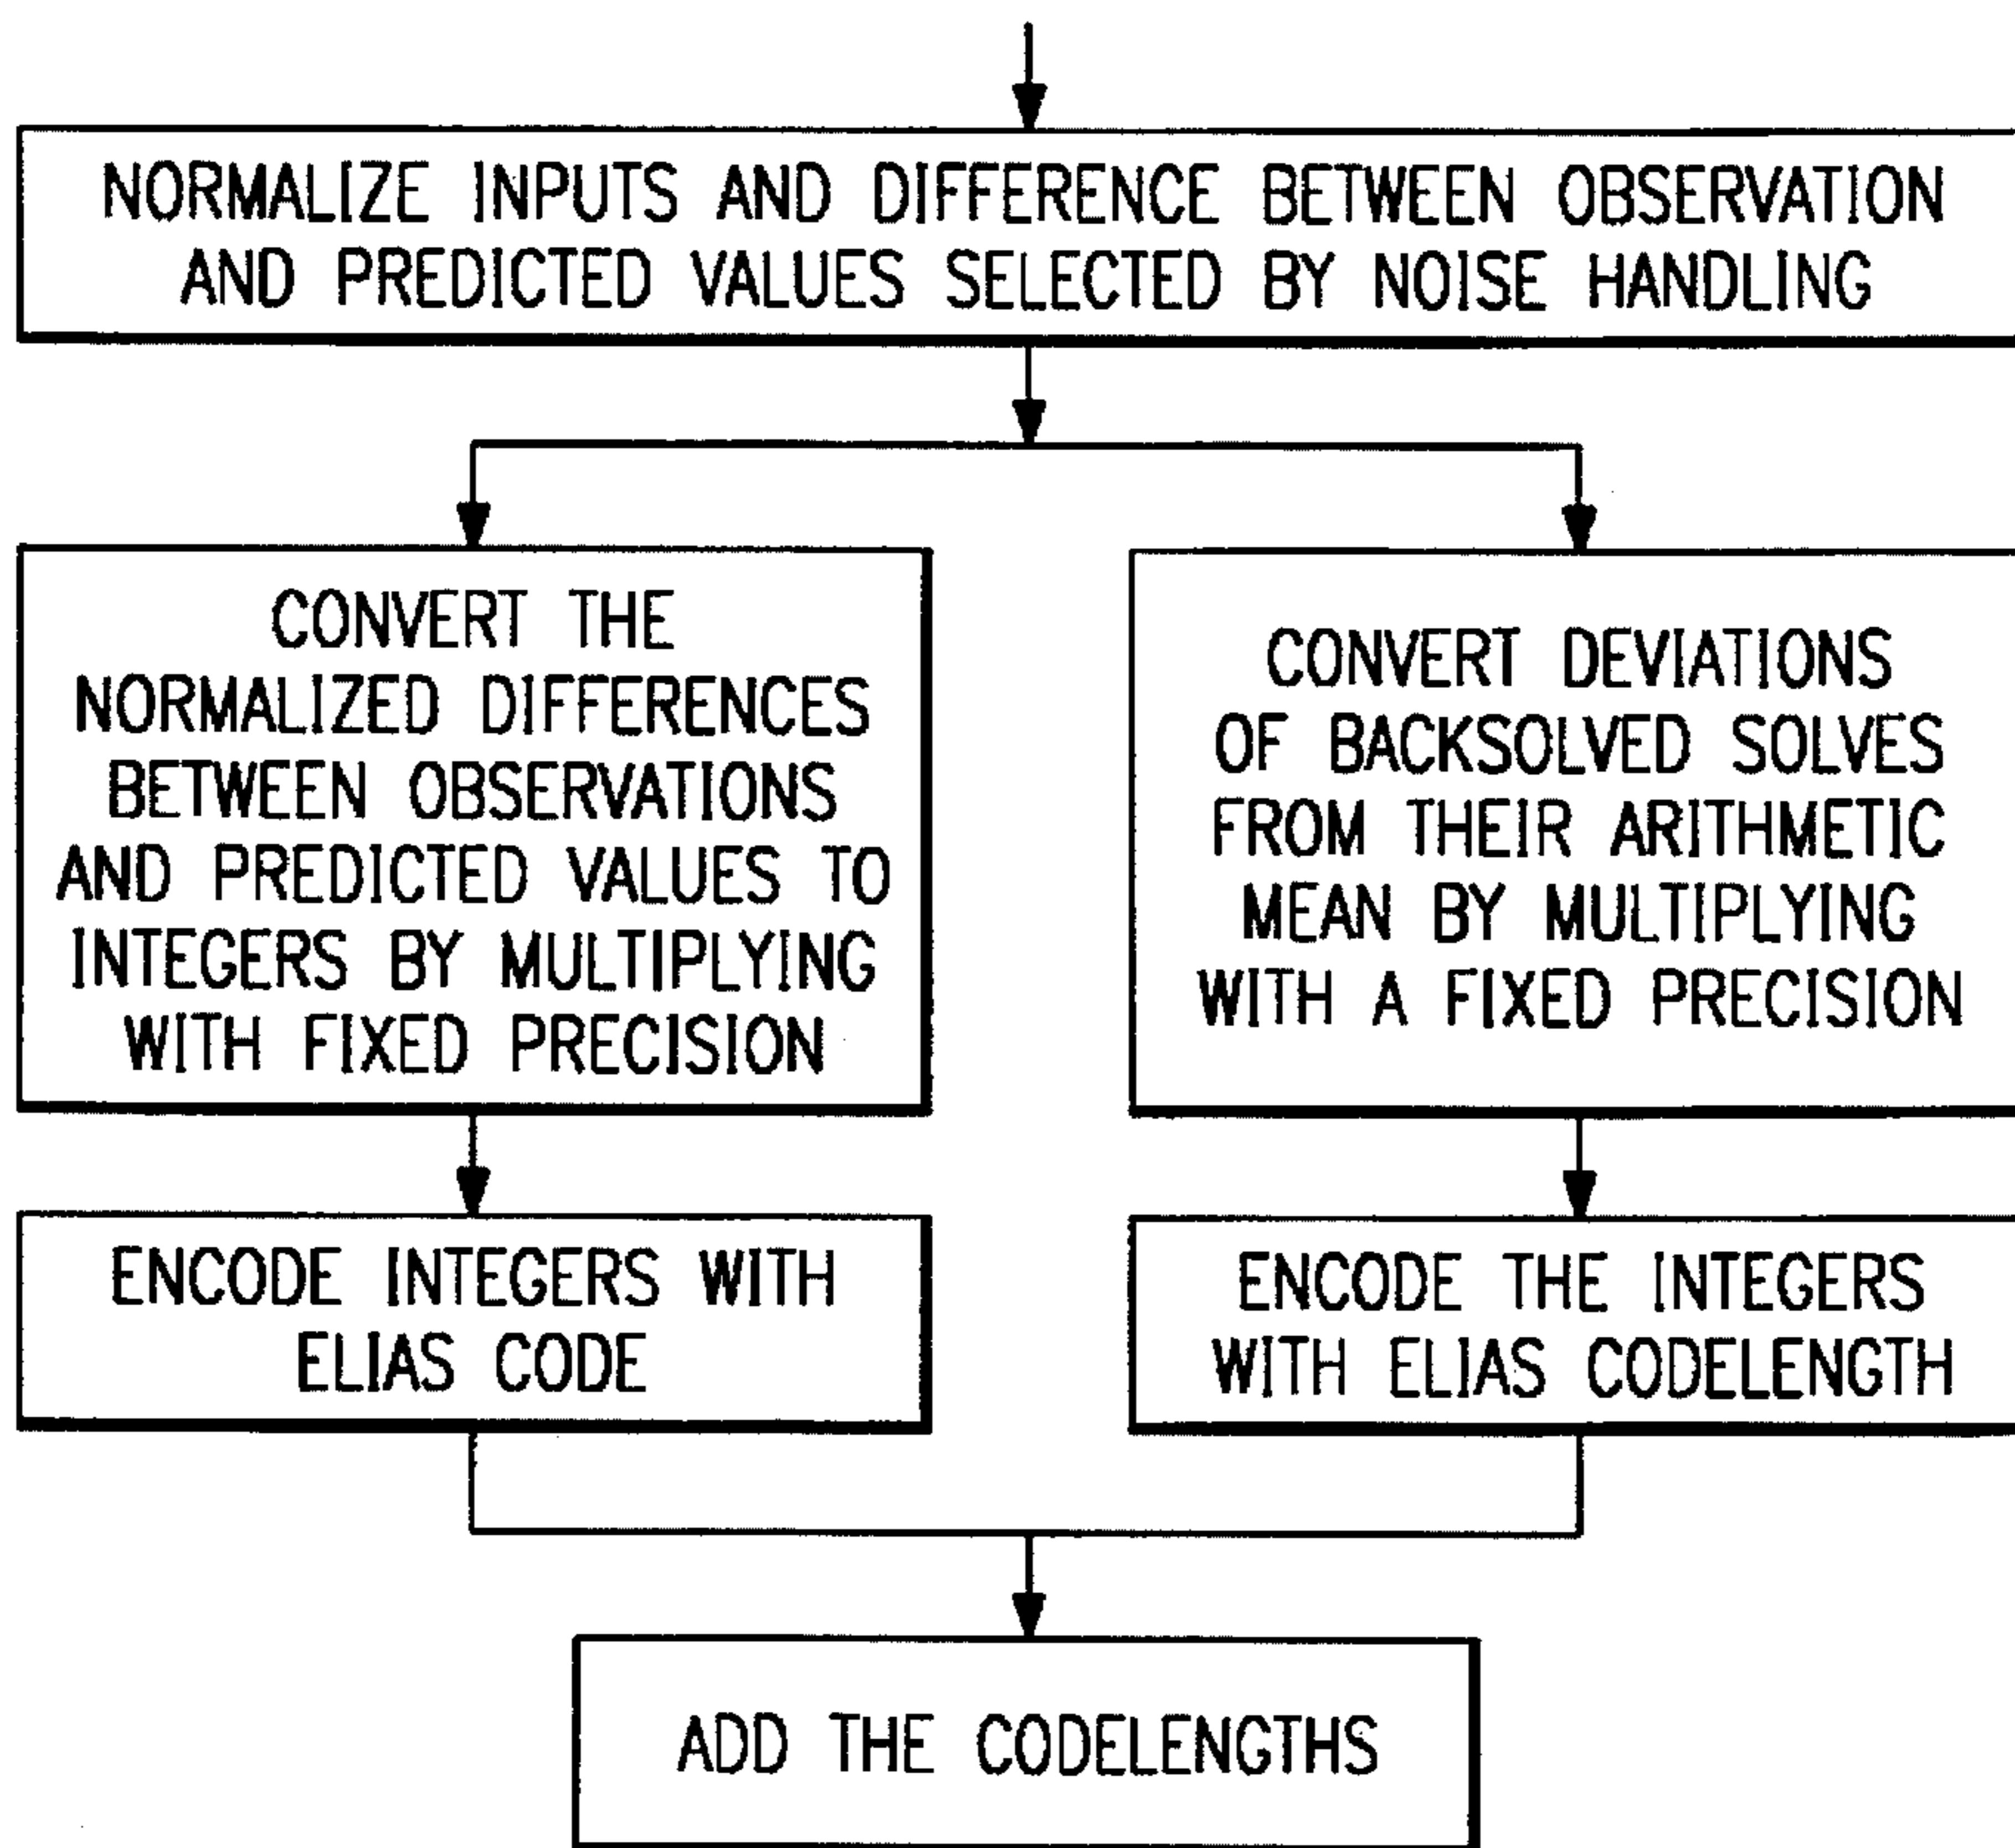 NORMALIZE INPUTS AND DIFFERENCE BETWEEN OBSERVATION
AND PREDICTED VALUES SELECTED BY NOISE HANDLING
CONVERT THE
NORMALIZED DIFFERENCES
BETWEEN OBSERVATIONS
AND PREDICTED VALUES TO
INTEGERS BY MULTIPLYING
WITH FIXED PRECISION
CONVERT DEVIATIONS
OF BACKSOLVED SOLVES
FROM THEIR ARITHMETIC
MEAN BY MULTIPLYING
WITH A FIXED PRECISION
ENCODE INTEGERS WITH
ELIAS CODE
ENCODE THE INTEGERS
WITH ELIAS CODELENGTH
ADD THE CODELENGTHS